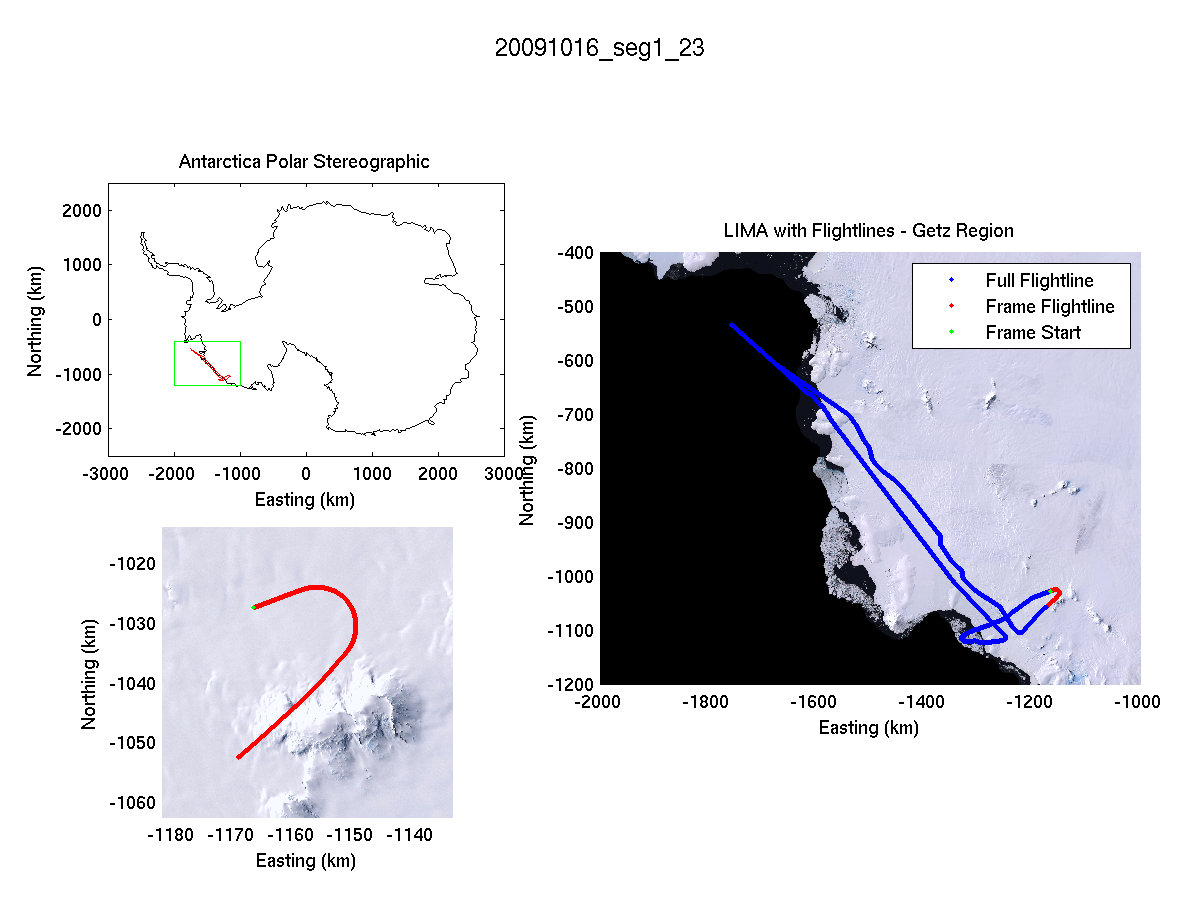 20091016_seg1_23
Antarctica Polar Stereographic
2000
1000
0
-1000
-2000
Northing (km)
-3000 -2000 -1000 0 1000 2000 3000
Easting (km)
LIMA with Flightlines - Getz Region
-400
-500
-600
-700
-800
-900
-1000
-1100
-1200
Northing (km)
Full Flightline
Frame Flightline
Frame Start
-2000 -1800 -1600 -1400 -1200 -1000
Easting (km)
-1020
-1030
-1040
-1050
-1060
Northing (km)
-1180 -1170 -1160 -1150 -1140
Easting (km)